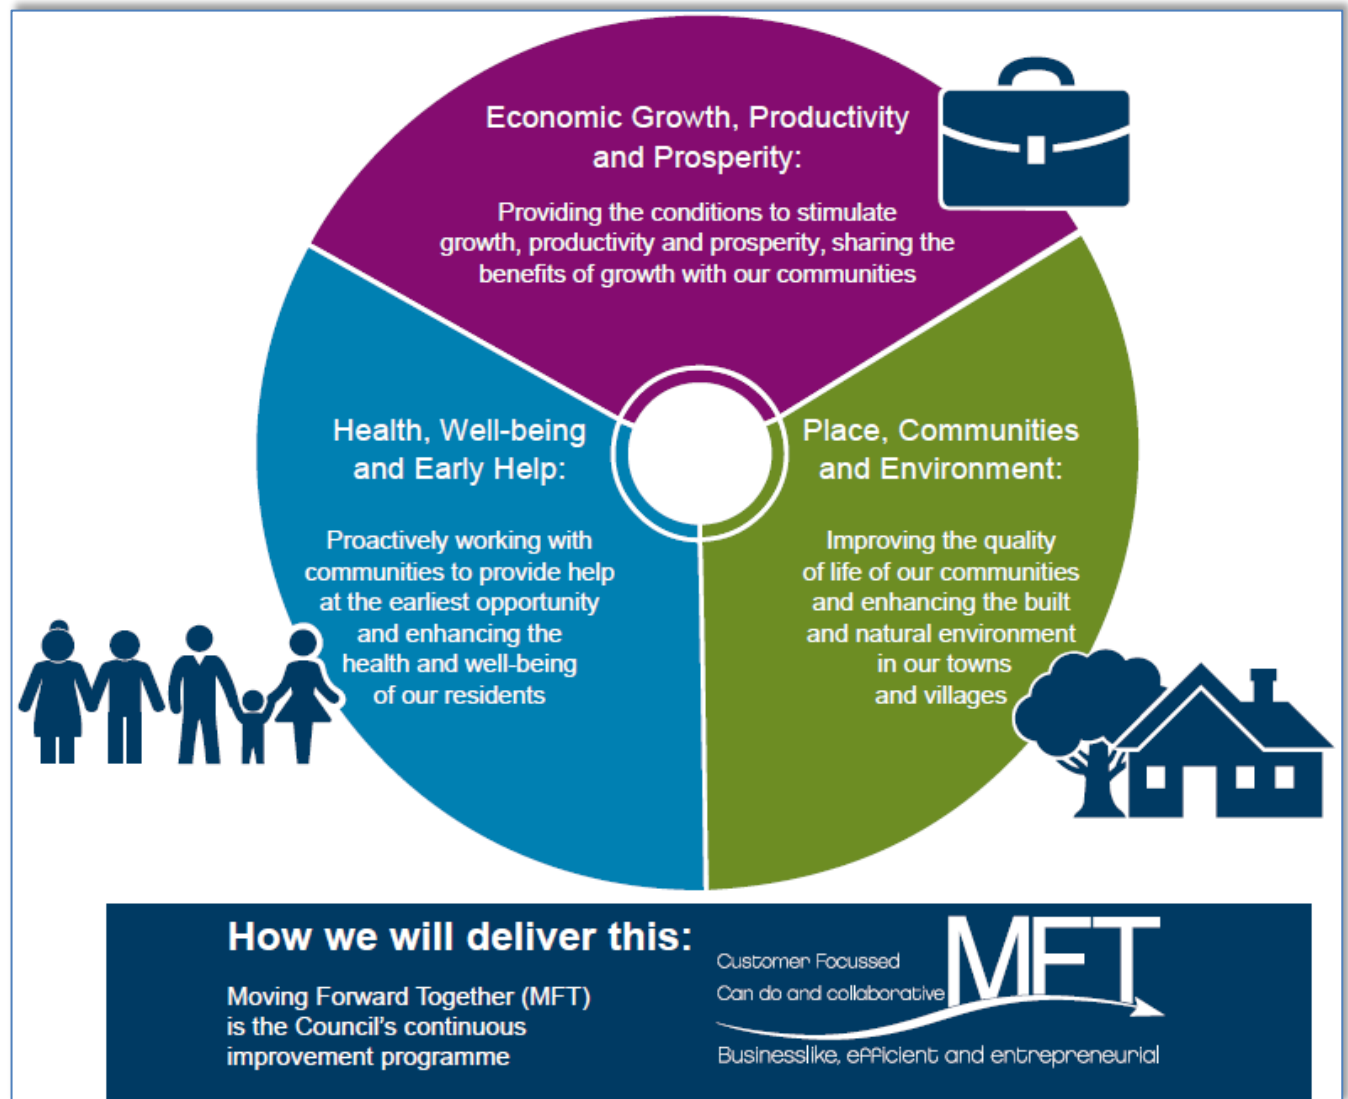 Economic Growth, Productivity
and Prosperity:
Providing the conditions to stimulate
growth, productivity and prosperity, sharing the
benefits of growth with our communities
Health, Well-being
and Early Help:
Proactively working with
communities to provide help
at the earliest opportunity
and enhancing the
health and well-being
of our residents
Place, Communities
and Environment:
Improving the quality
of life of our communities
and enhancing the built
and natural environment
in our towns
and villages
How we will deliver this:
Moving Forward Together (MFT)
is the Council's continuous
improvement programme
Customer Focussed
Can do and collaborative
MFT
Businesslike, efficient and entrepreneurial